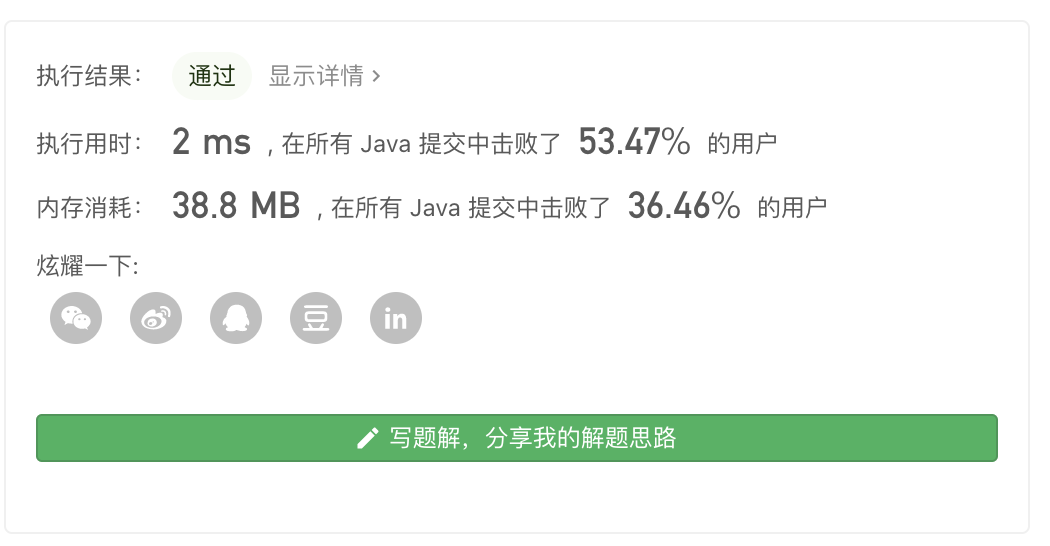 执行结果： 通过 显示详情 >
执行用时： 2 ms , 在所有 Java 提交中击败了 53.47% 的用户
内存消耗： 38.8 MB , 在所有 Java 提交中击败了 36.46% 的用户
炫耀一下:
豆 in
写题解，分享我的解题思路